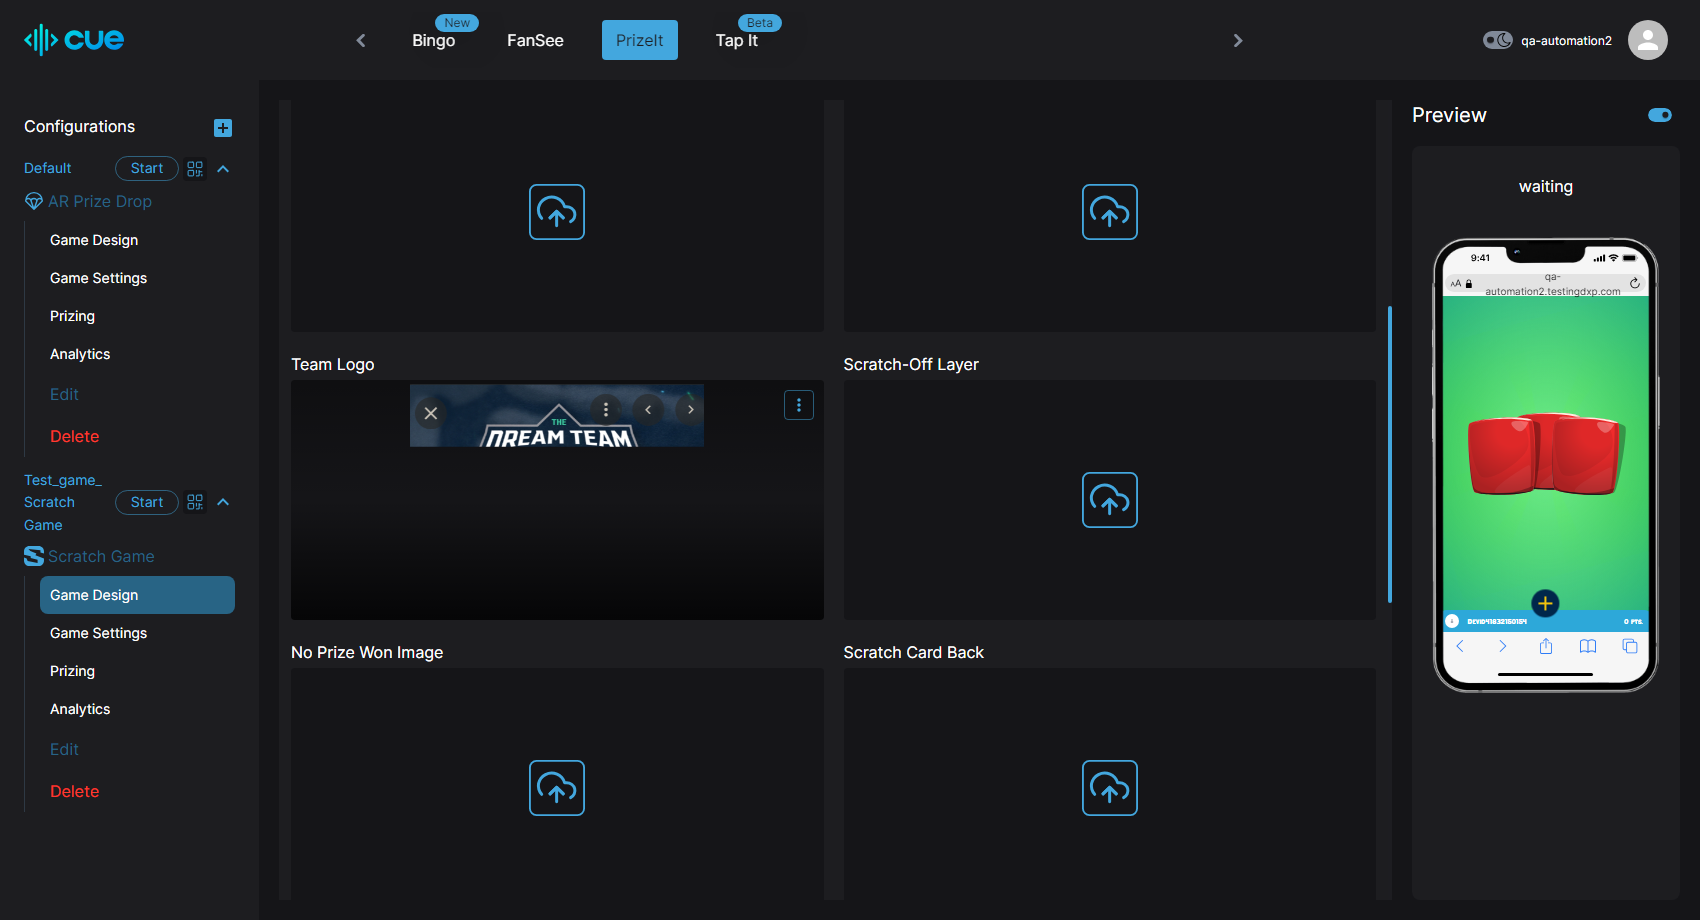 cue
New
Bingo
FanSee
PrizeIt
Beta
Tap It
qa-automation2
Configurations
Default
Start
AR Prize Drop
Game Design
Game Settings
Prizing
Analytics
Edit
Delete
Test_game_
Scratch
Game
Start
Scratch Game
Game Design
Game Settings
Prizing
Analytics
Edit
Delete
Team Logo
THE
DREAM TEAM
Scratch-Off Layer
No Prize Won Image
Scratch Card Back
Preview
waiting
9:41
AA
qa-
automation2.testingdxp.com
0 PTS.